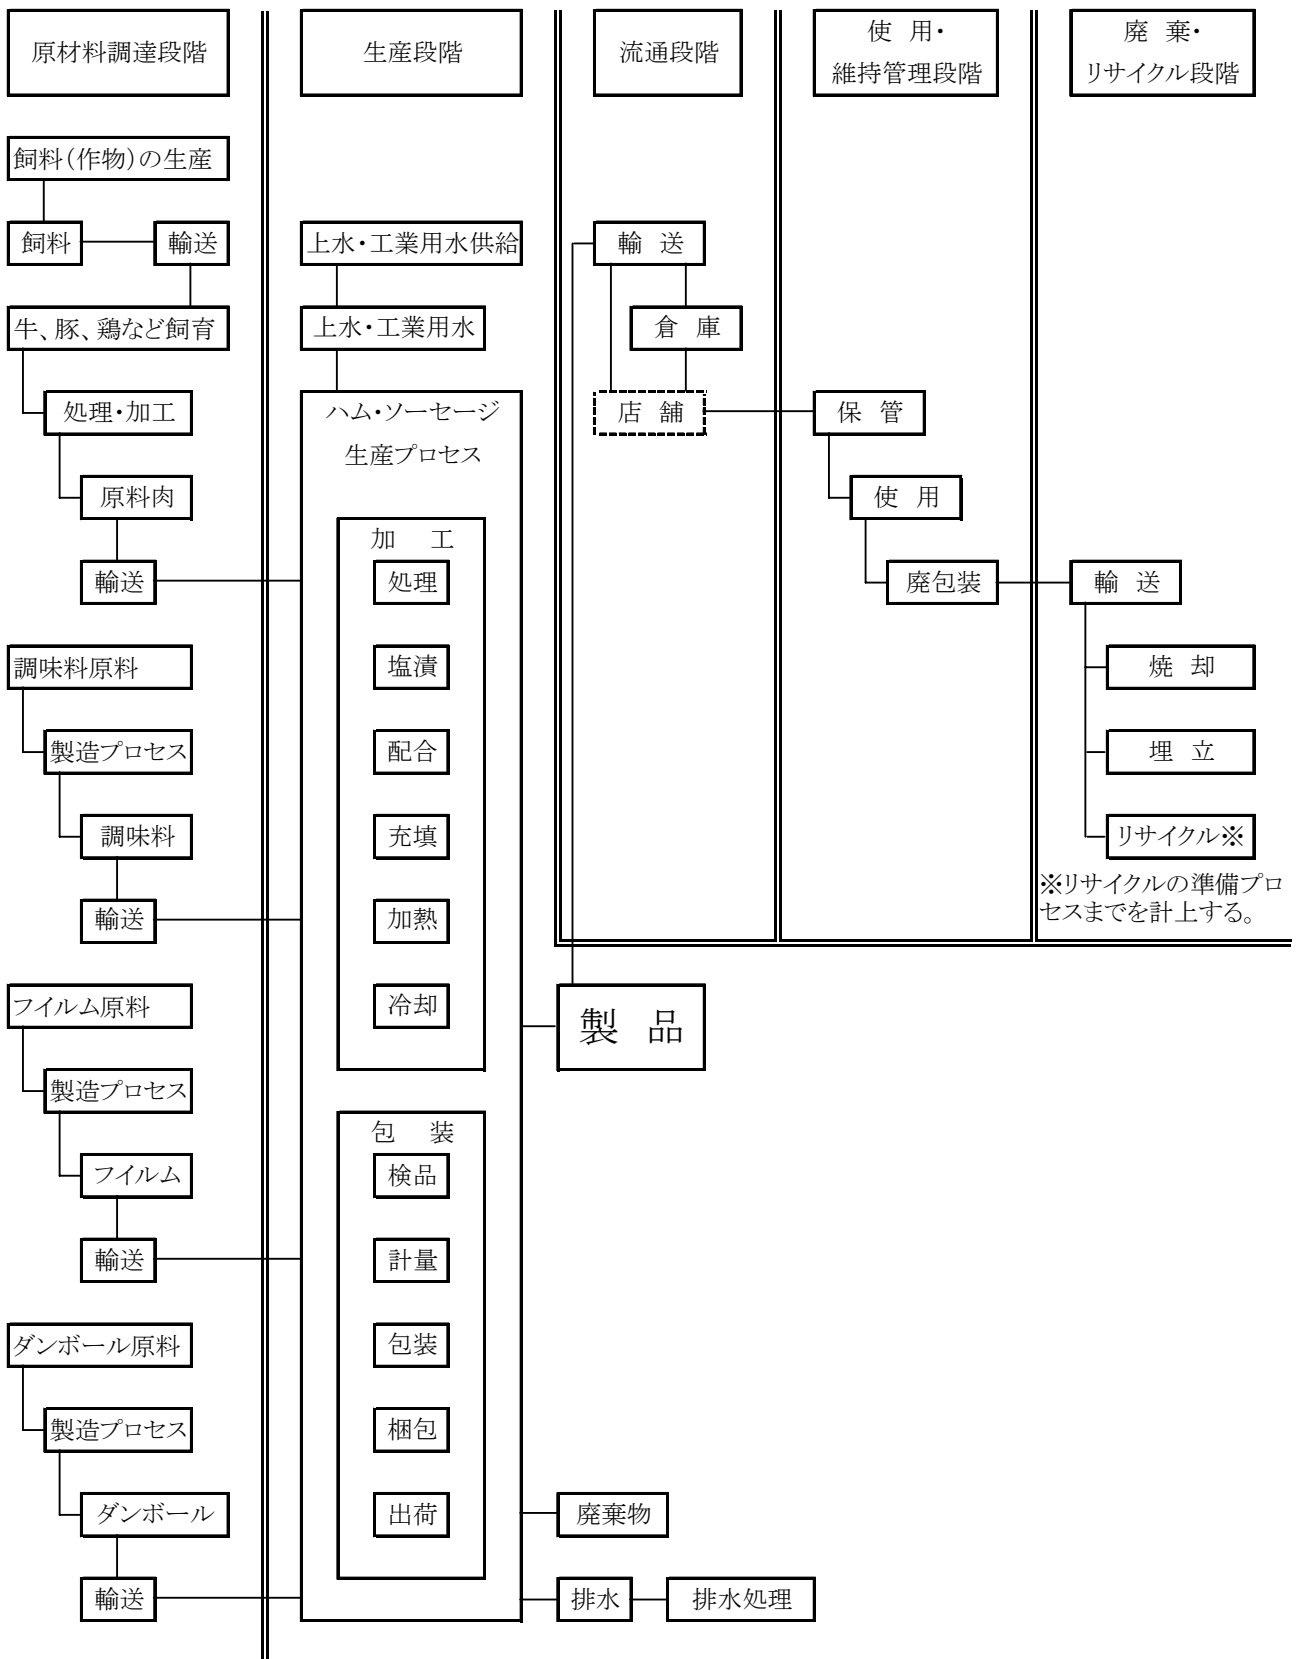 原材料調達段階
生産段階
流通段階
使 用・
維持管理段階
廃 棄・
リサイクル段階
飼料(作物)の生産
飼料
輸送
牛、豚、鶏など飼育
処理・加工
原料肉
輸送
調味料原料
製造プロセス
調味料
輸送
フイルム原料
製造プロセス
フイルム
輸送
ダンボール原料
製造プロセス
ダンボール
輸送
上水・工業用水供給
上水・工業用水
ハム・ソーセージ
生産プロセス
加 工
処理
塩漬
配合
充填
加熱
冷却
包 装
検品
計量
包装
梱包
出荷
輸 送
倉 庫
店 舗
製 品
廃棄物
排水
排水処理
保 管
使 用
廃包装
輸 送
焼 却
埋 立
リサイクル※
※リサイクルの準備プロ
セスまでを計上する。